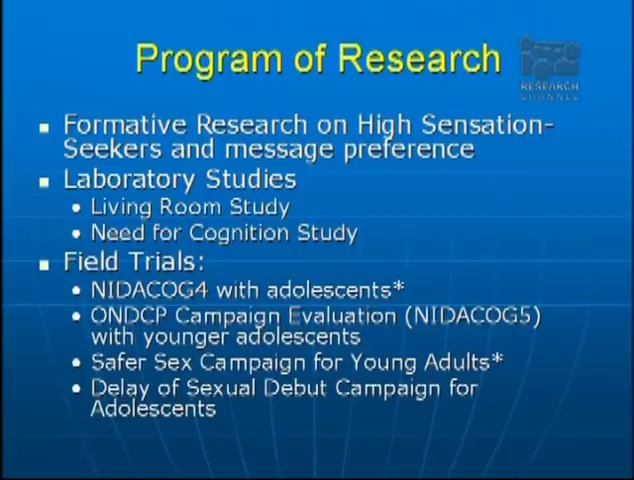 Program of Research
RESEARCH
CHANNEL
Formative Research on High Sensation-
Seekers and message preference
Laboratory Studies
Living Room Study
Need for Cognition Study
Field Trials:
NIDACOG4 with adolescents*
ONDCP Campaign Evaluation (NIDACOG5)
with younger adolescents
Safer Sex Campaign for Young Adults*
Delay of Sexual Debut Campaign for
Adolescents